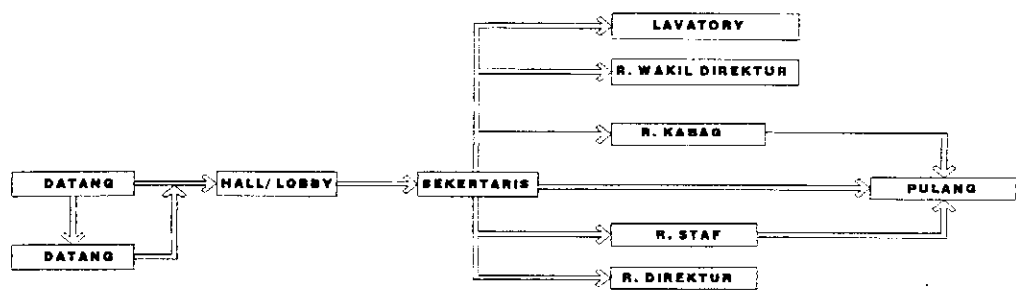 LAVATORY
R. WAKIL DIREKTUR
R. KABAG
DATANG
HALL/LOBBY
SEKERTARIS
PULANG
DATANG
R. STAF
R. DIREKTUR